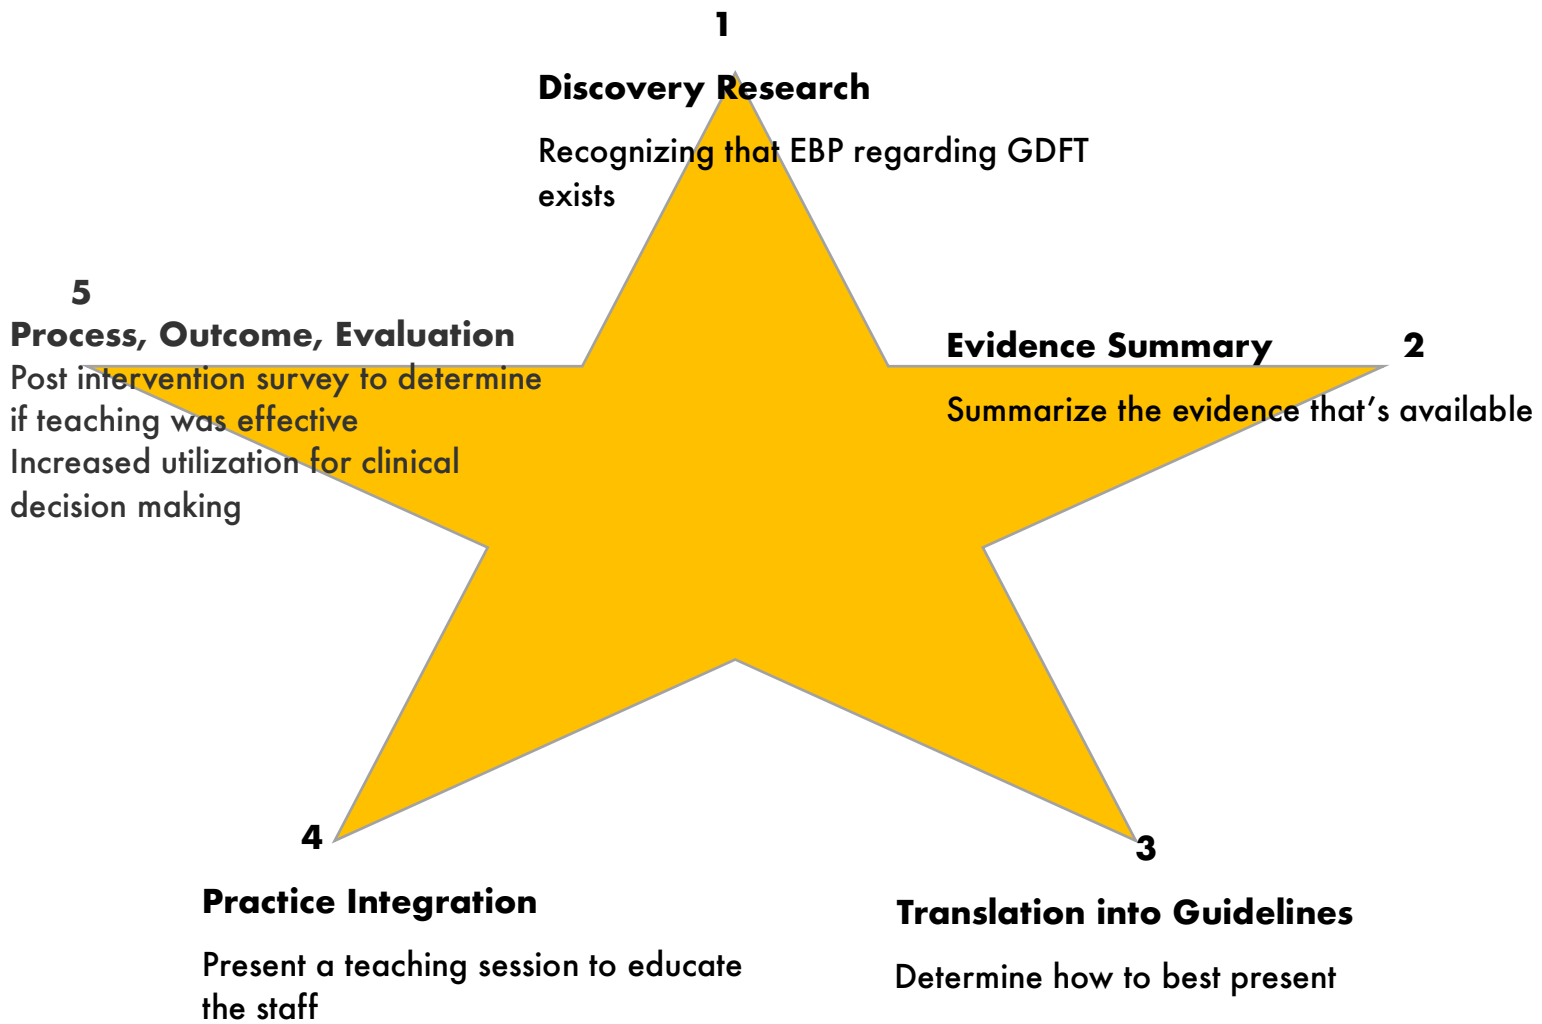 1
Discovery Research
Recognizing that EBP regarding GDFT
exists
Evidence Summary
2
Summarize the evidence that’s available
3
Translation into Guidelines
Determine how to best present
4
Practice Integration
Present a teaching session to educate
the staff
5
Process, Outcome, Evaluation
Post intervention survey to determine
if teaching was effective
Increased utilization for clinical
decision making